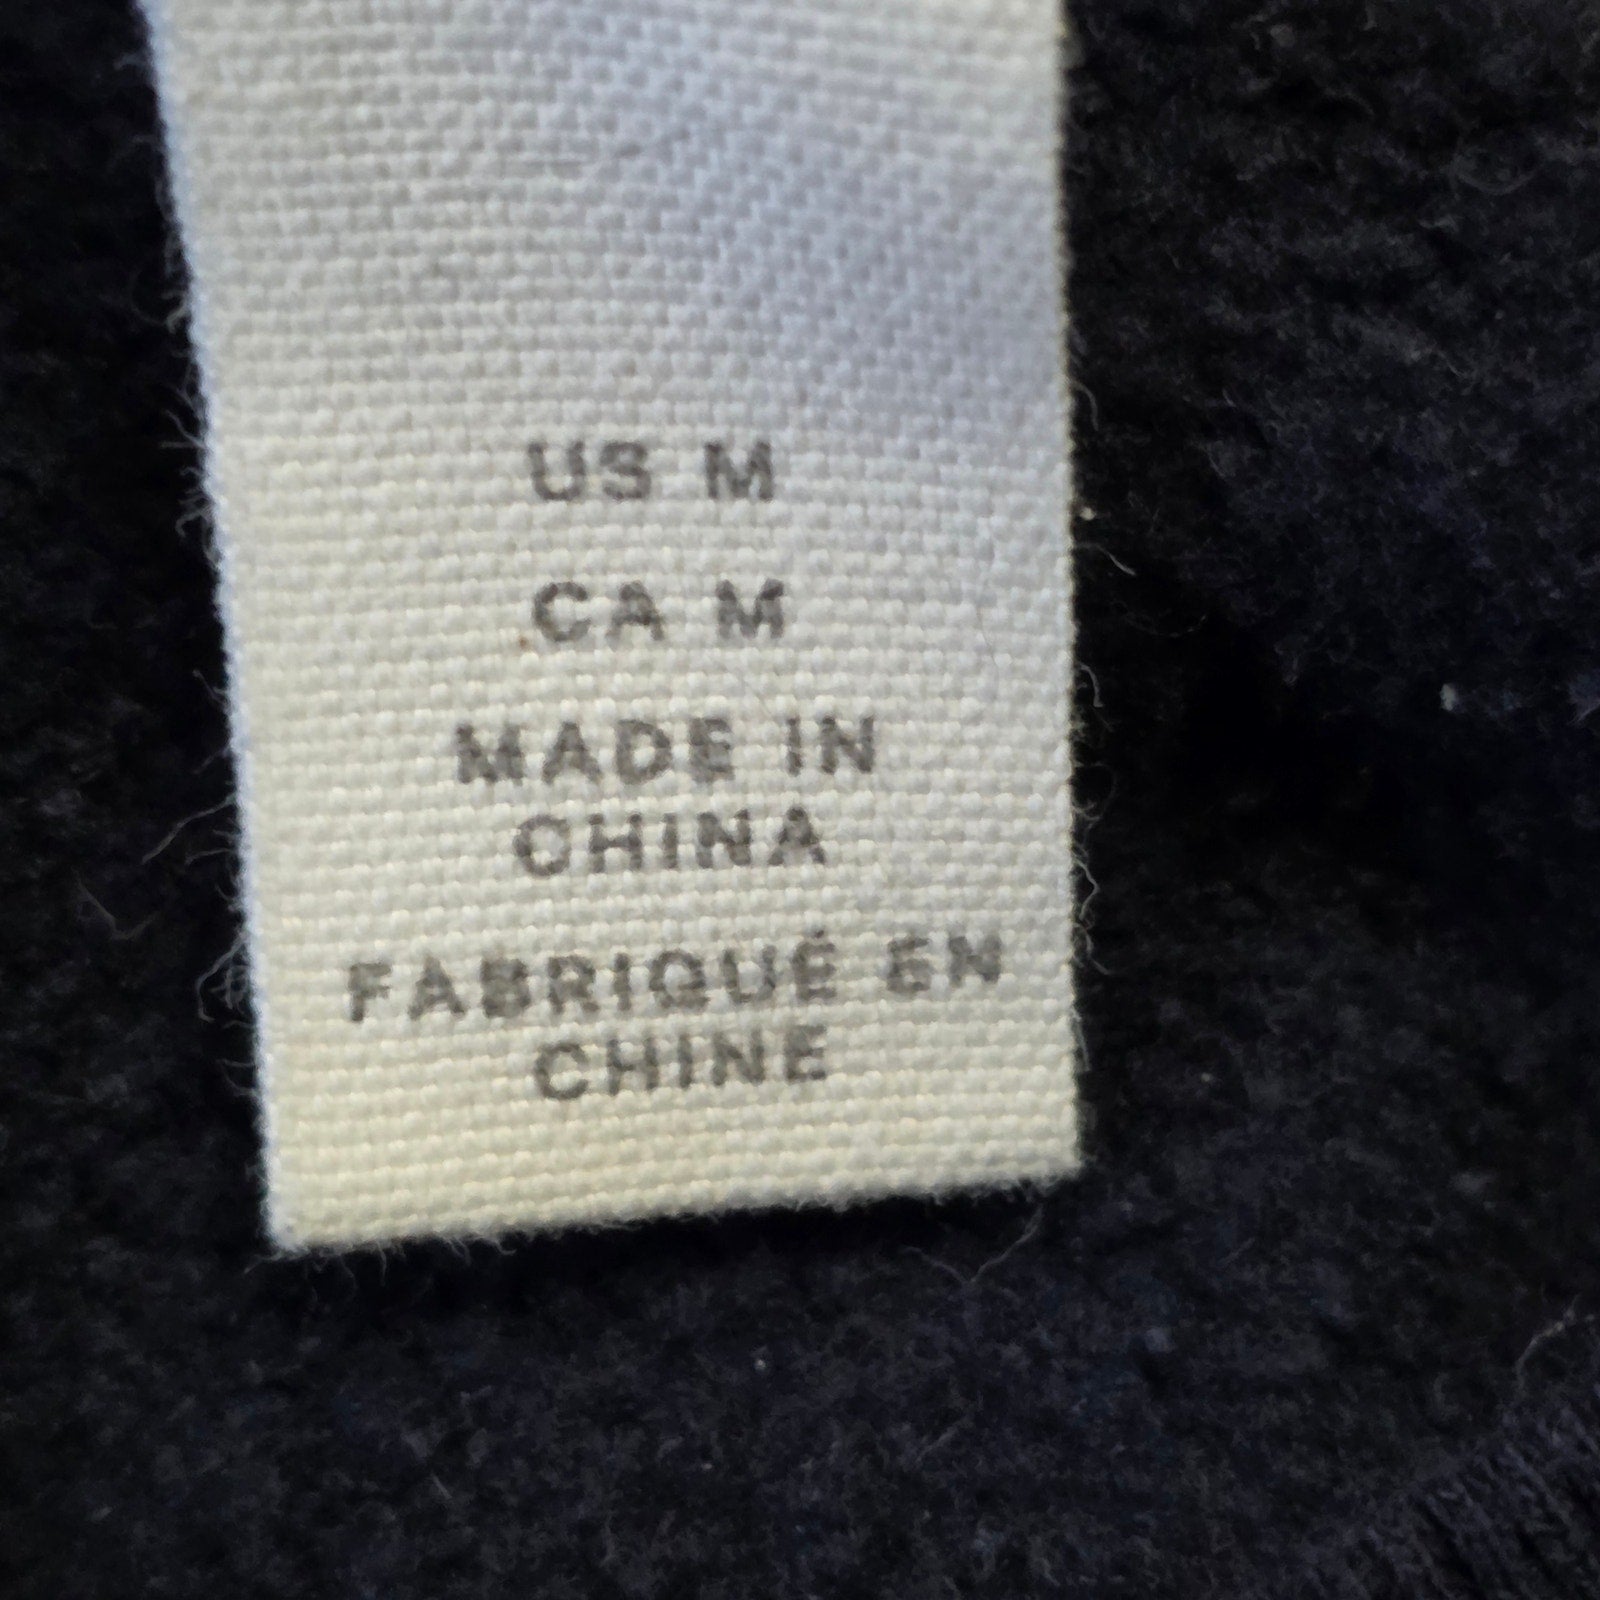 US M
CA M
MADE IN
CHINA
FABRIQUÉ EN
CHINE